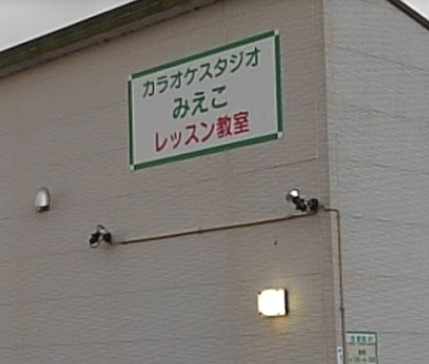 カラオケスタジオ
みえこ
レッスン教室